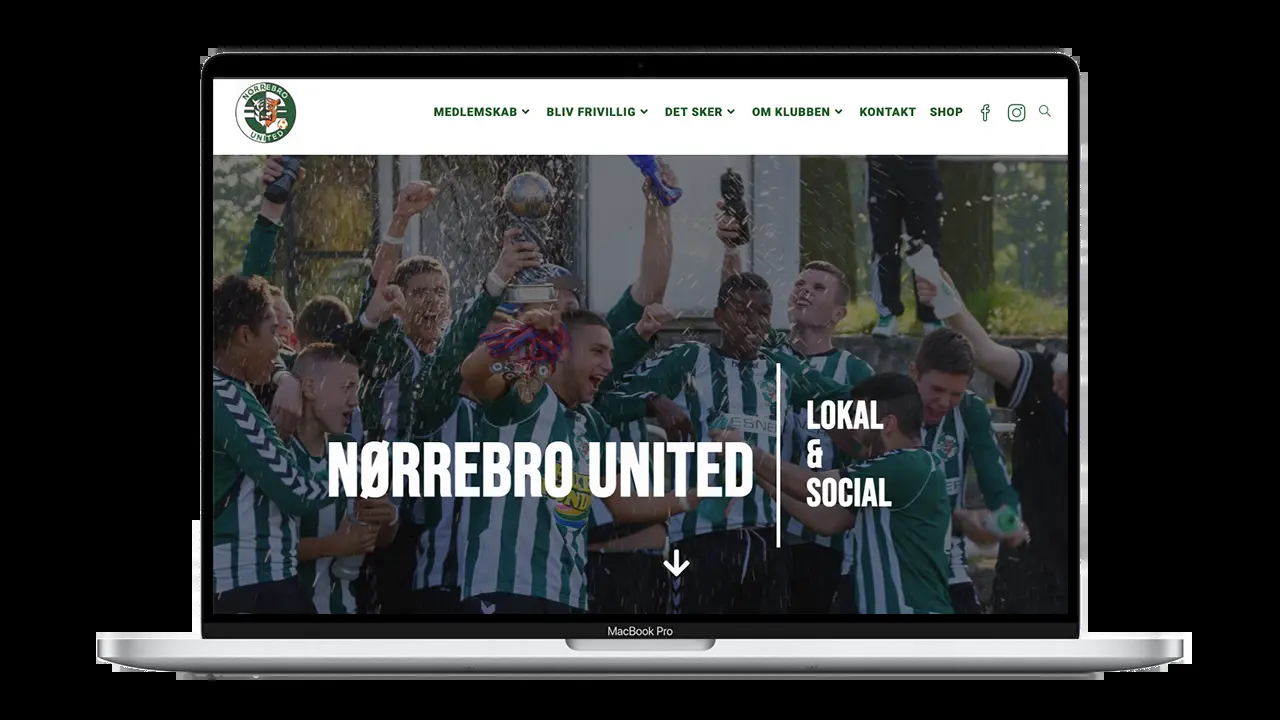 NØRREBRO
UNITED
MEDLEMSKAB BLIV FRIVILLIG DET SKER OM KLUBBEN KONTAKT SHOP
NØRREBRO UNITED
LOKAL
&
SOCIAL
MacBook Pro